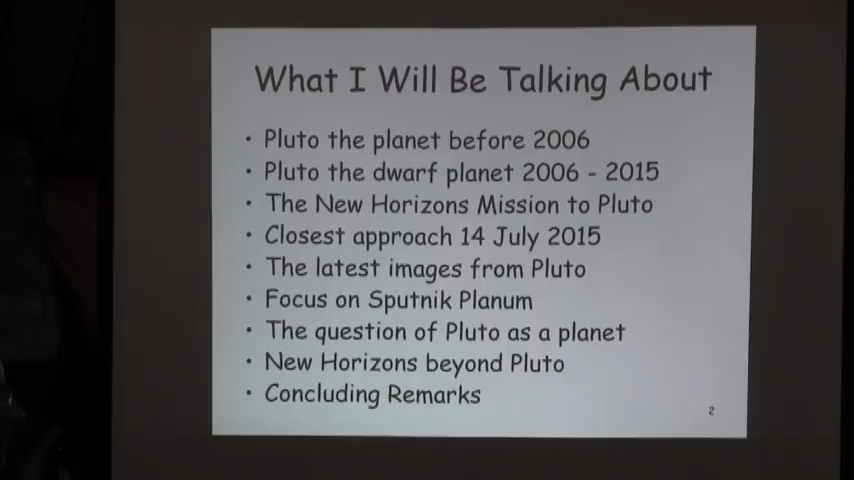 What I Will Be Talking About
• Pluto the planet before 2006
• Pluto the dwarf planet 2006 - 2015
• The New Horizons Mission to Pluto
• Closest approach 14 July 2015
• The latest images from Pluto
• Focus on Sputnik Planum
• The question of Pluto as a planet
• New Horizons beyond Pluto
• Concluding Remarks
2